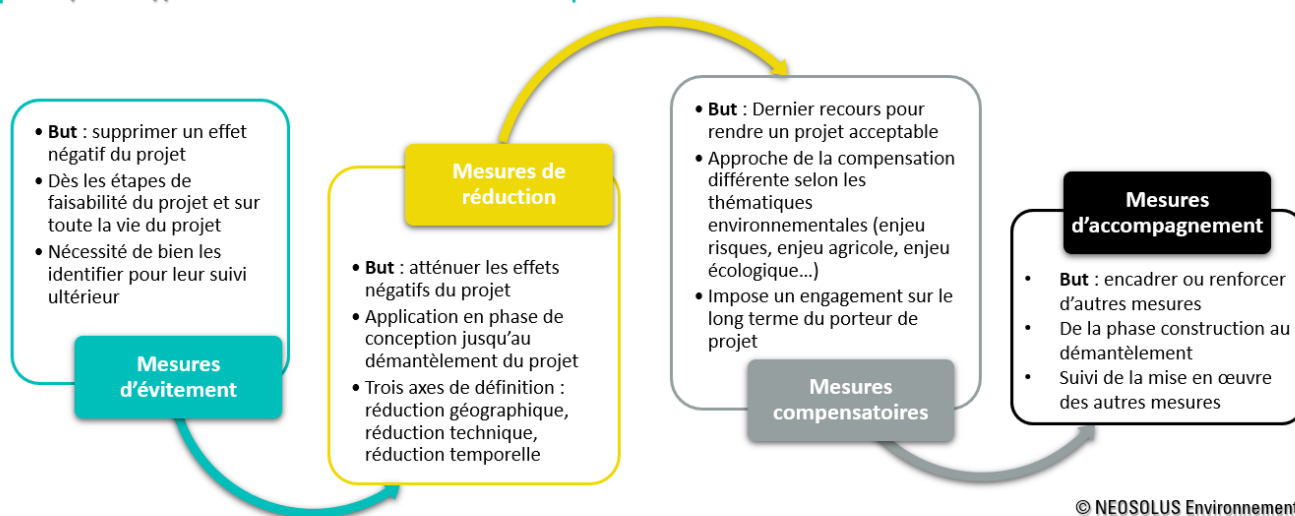 • But : supprimer un effet
négatif du projet
• Dès les étapes de
faisabilité du projet et sur
toute la vie du projet
• Nécessité de bien les
identifier pour leur suivi
ultérieur
Mesures
d’évitement
Mesures de
réduction
• But : atténuer les effets
négatifs du projet
• Application en phase de
conception jusqu’au
démantèlement du projet
• Trois axes de définition :
réduction géographique,
réduction technique,
réduction temporelle
• But : Dernier recours pour
rendre un projet acceptable
• Approche de la compensation
différente selon les
thématiques
environnementales (enjeu
risques, enjeu agricole, enjeu
écologique…)
• Impose un engagement sur le
long terme du porteur de
projet
Mesures
compensatoires
Mesures
d’accompagnement
• But : encadrer ou renforcer
d’autres mesures
• De la phase construction au
démantèlement
• Suivi de la mise en œuvre
des autres mesures
© NEOSOLUS Environnement